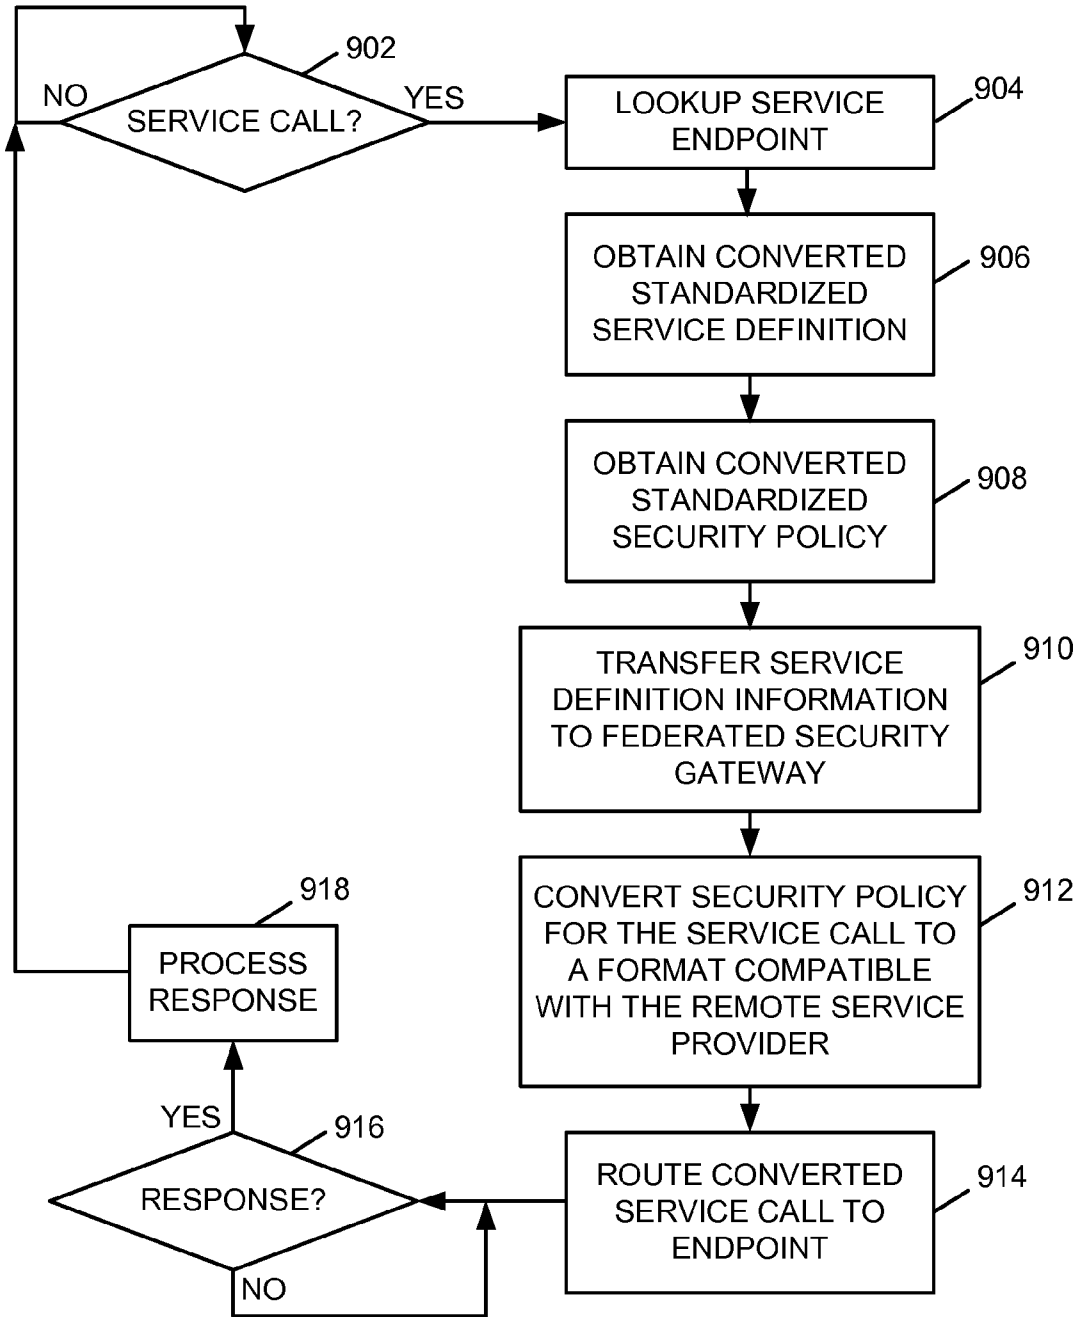 902
NO
YES
SERVICE CALL?
904
LOOKUP SERVICE
ENDPOINT
906
OBTAIN CONVERTED
STANDARDIZED
SERVICE DEFINITION
908
OBTAIN CONVERTED
STANDARDIZED
SECURITY POLICY
910
TRANSFER SERVICE
DEFINITION INFORMATION
TO FEDERATED SECURITY
GATEWAY
912
CONVERT SECURITY POLICY
FOR THE SERVICE CALL TO
A FORMAT COMPATIBLE
WITH THE REMOTE SERVICE
PROVIDER
914
ROUTE CONVERTED
SERVICE CALL TO
ENDPOINT
916
RESPONSE?
NO
YES
918
PROCESS
RESPONSE